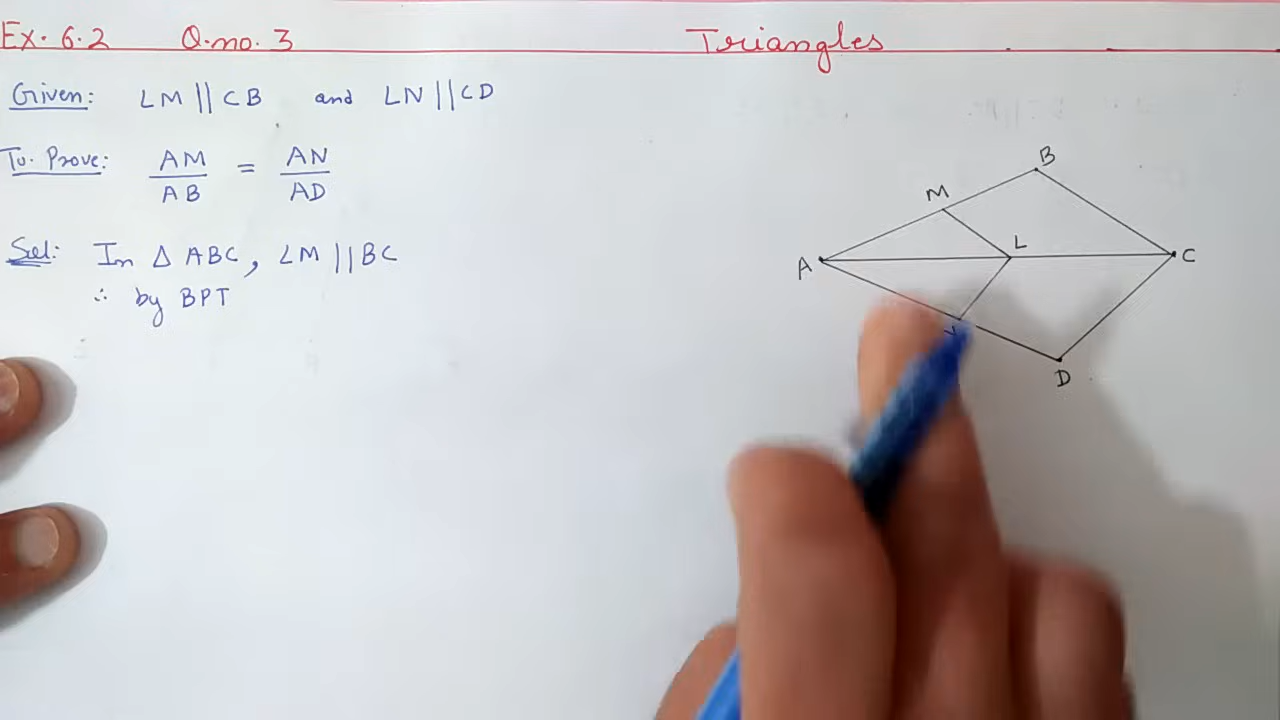 Ex. 6.2 Q.no. 3 Triangles
Given: LM || CB and LN || CD
To Prove: AM/AB = AN/AD
Sol: In Δ ABC, LM || BC
∴ by BPT
B
M
L
A
C
D